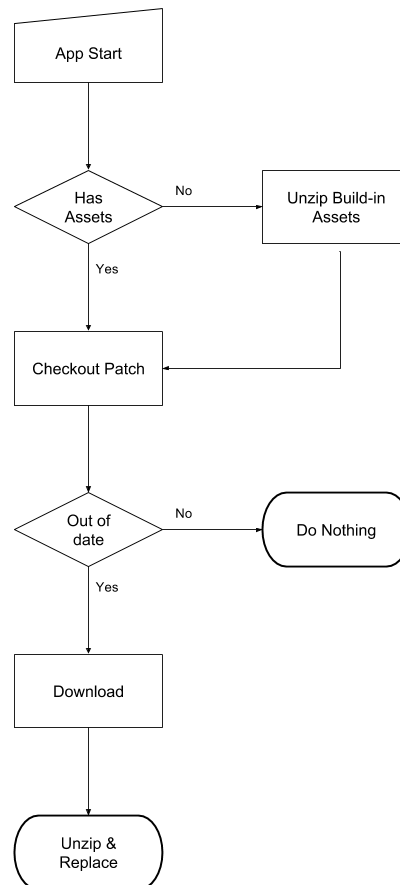 App Start
Has
Assets
No
Unzip Build-in
Assets
Yes
Checkout Patch
Out of
date
No
Do Nothing
Yes
Download
Unzip &
Replace